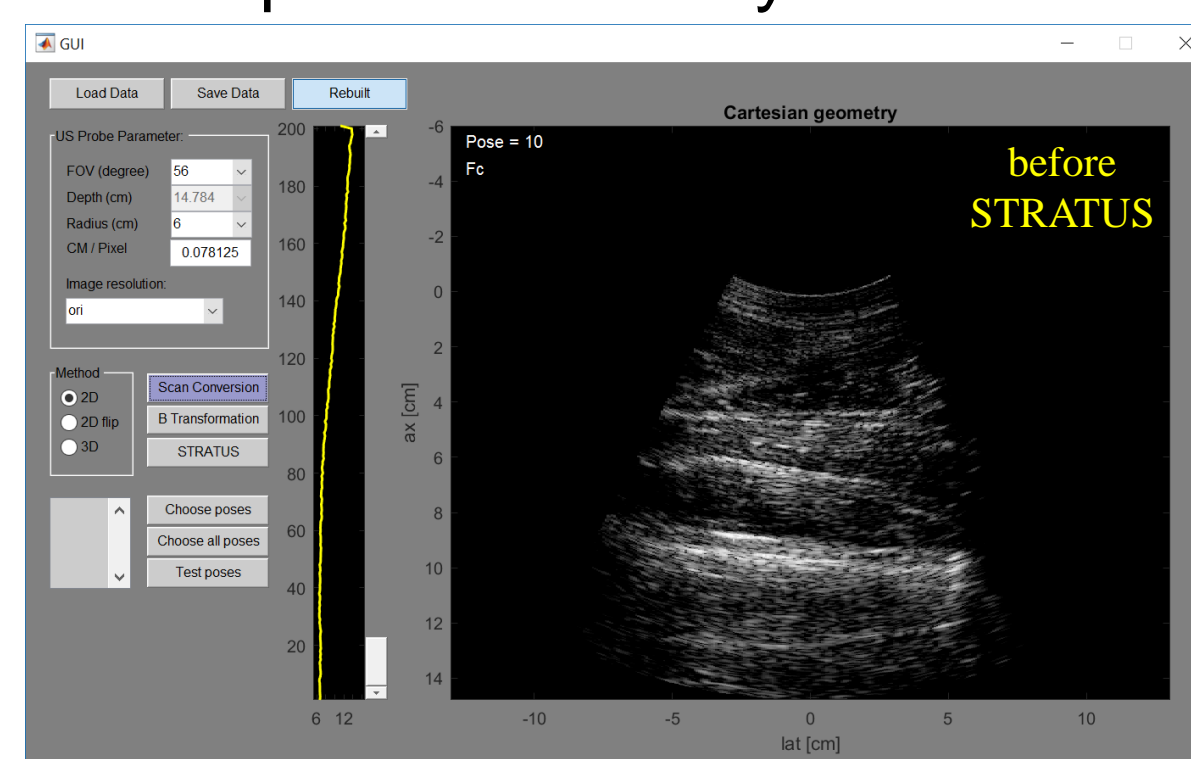 GUI
Load Data
Save Data
Rebuilt
US Probe Parameter:
FOV (degree)
56
Depth (cm)
14.784
Radius (cm)
6
CM / Pixel
0.078125
Image resolution:
ori
Method
2D
2D flip
3D
Scan Conversion
B Transformation
STRATUS
Choose poses
Choose all poses
Test poses
200
180
160
140
120
100
80
60
40
20
6 12
Cartesian geometry
Pose = 10
Fc
before
STRATUS
-6
-4
-2
0
2
4
6
8
10
12
14
ax [cm]
-10 -5 0 5 10
lat [cm]